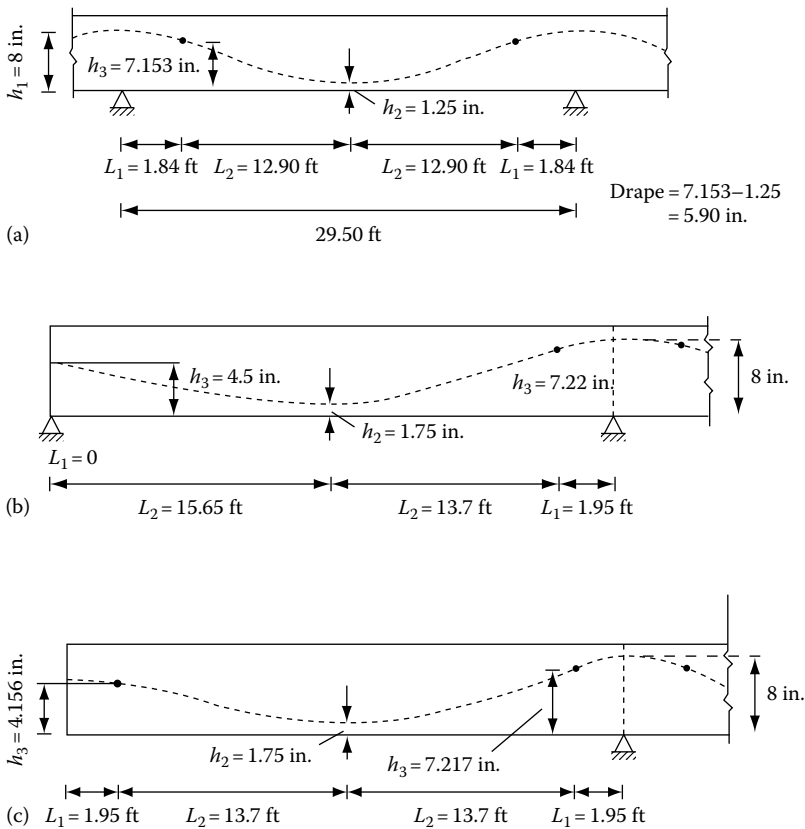 h₁ = 8 in.
h₃ = 7.153 in.
h₂ = 1.25 in.
L₁ = 1.84 ft
L₂ = 12.90 ft
L₂ = 12.90 ft
L₁ = 1.84 ft
Drape = 7.153–1.25
= 5.90 in.
29.50 ft
(a)
h₃ = 4.5 in.
h₃ = 7.22 in.
8 in.
h₂ = 1.75 in.
L₁ = 0
(b)
L₂ = 15.65 ft
L₂ = 13.7 ft
L₁ = 1.95 ft
h₃ = 4.156 in.
8 in.
h₂ = 1.75 in.
h₃ = 7.217 in.
(c)
L₁ = 1.95 ft
L₂ = 13.7 ft
L₂ = 13.7 ft
L₁ = 1.95 ft